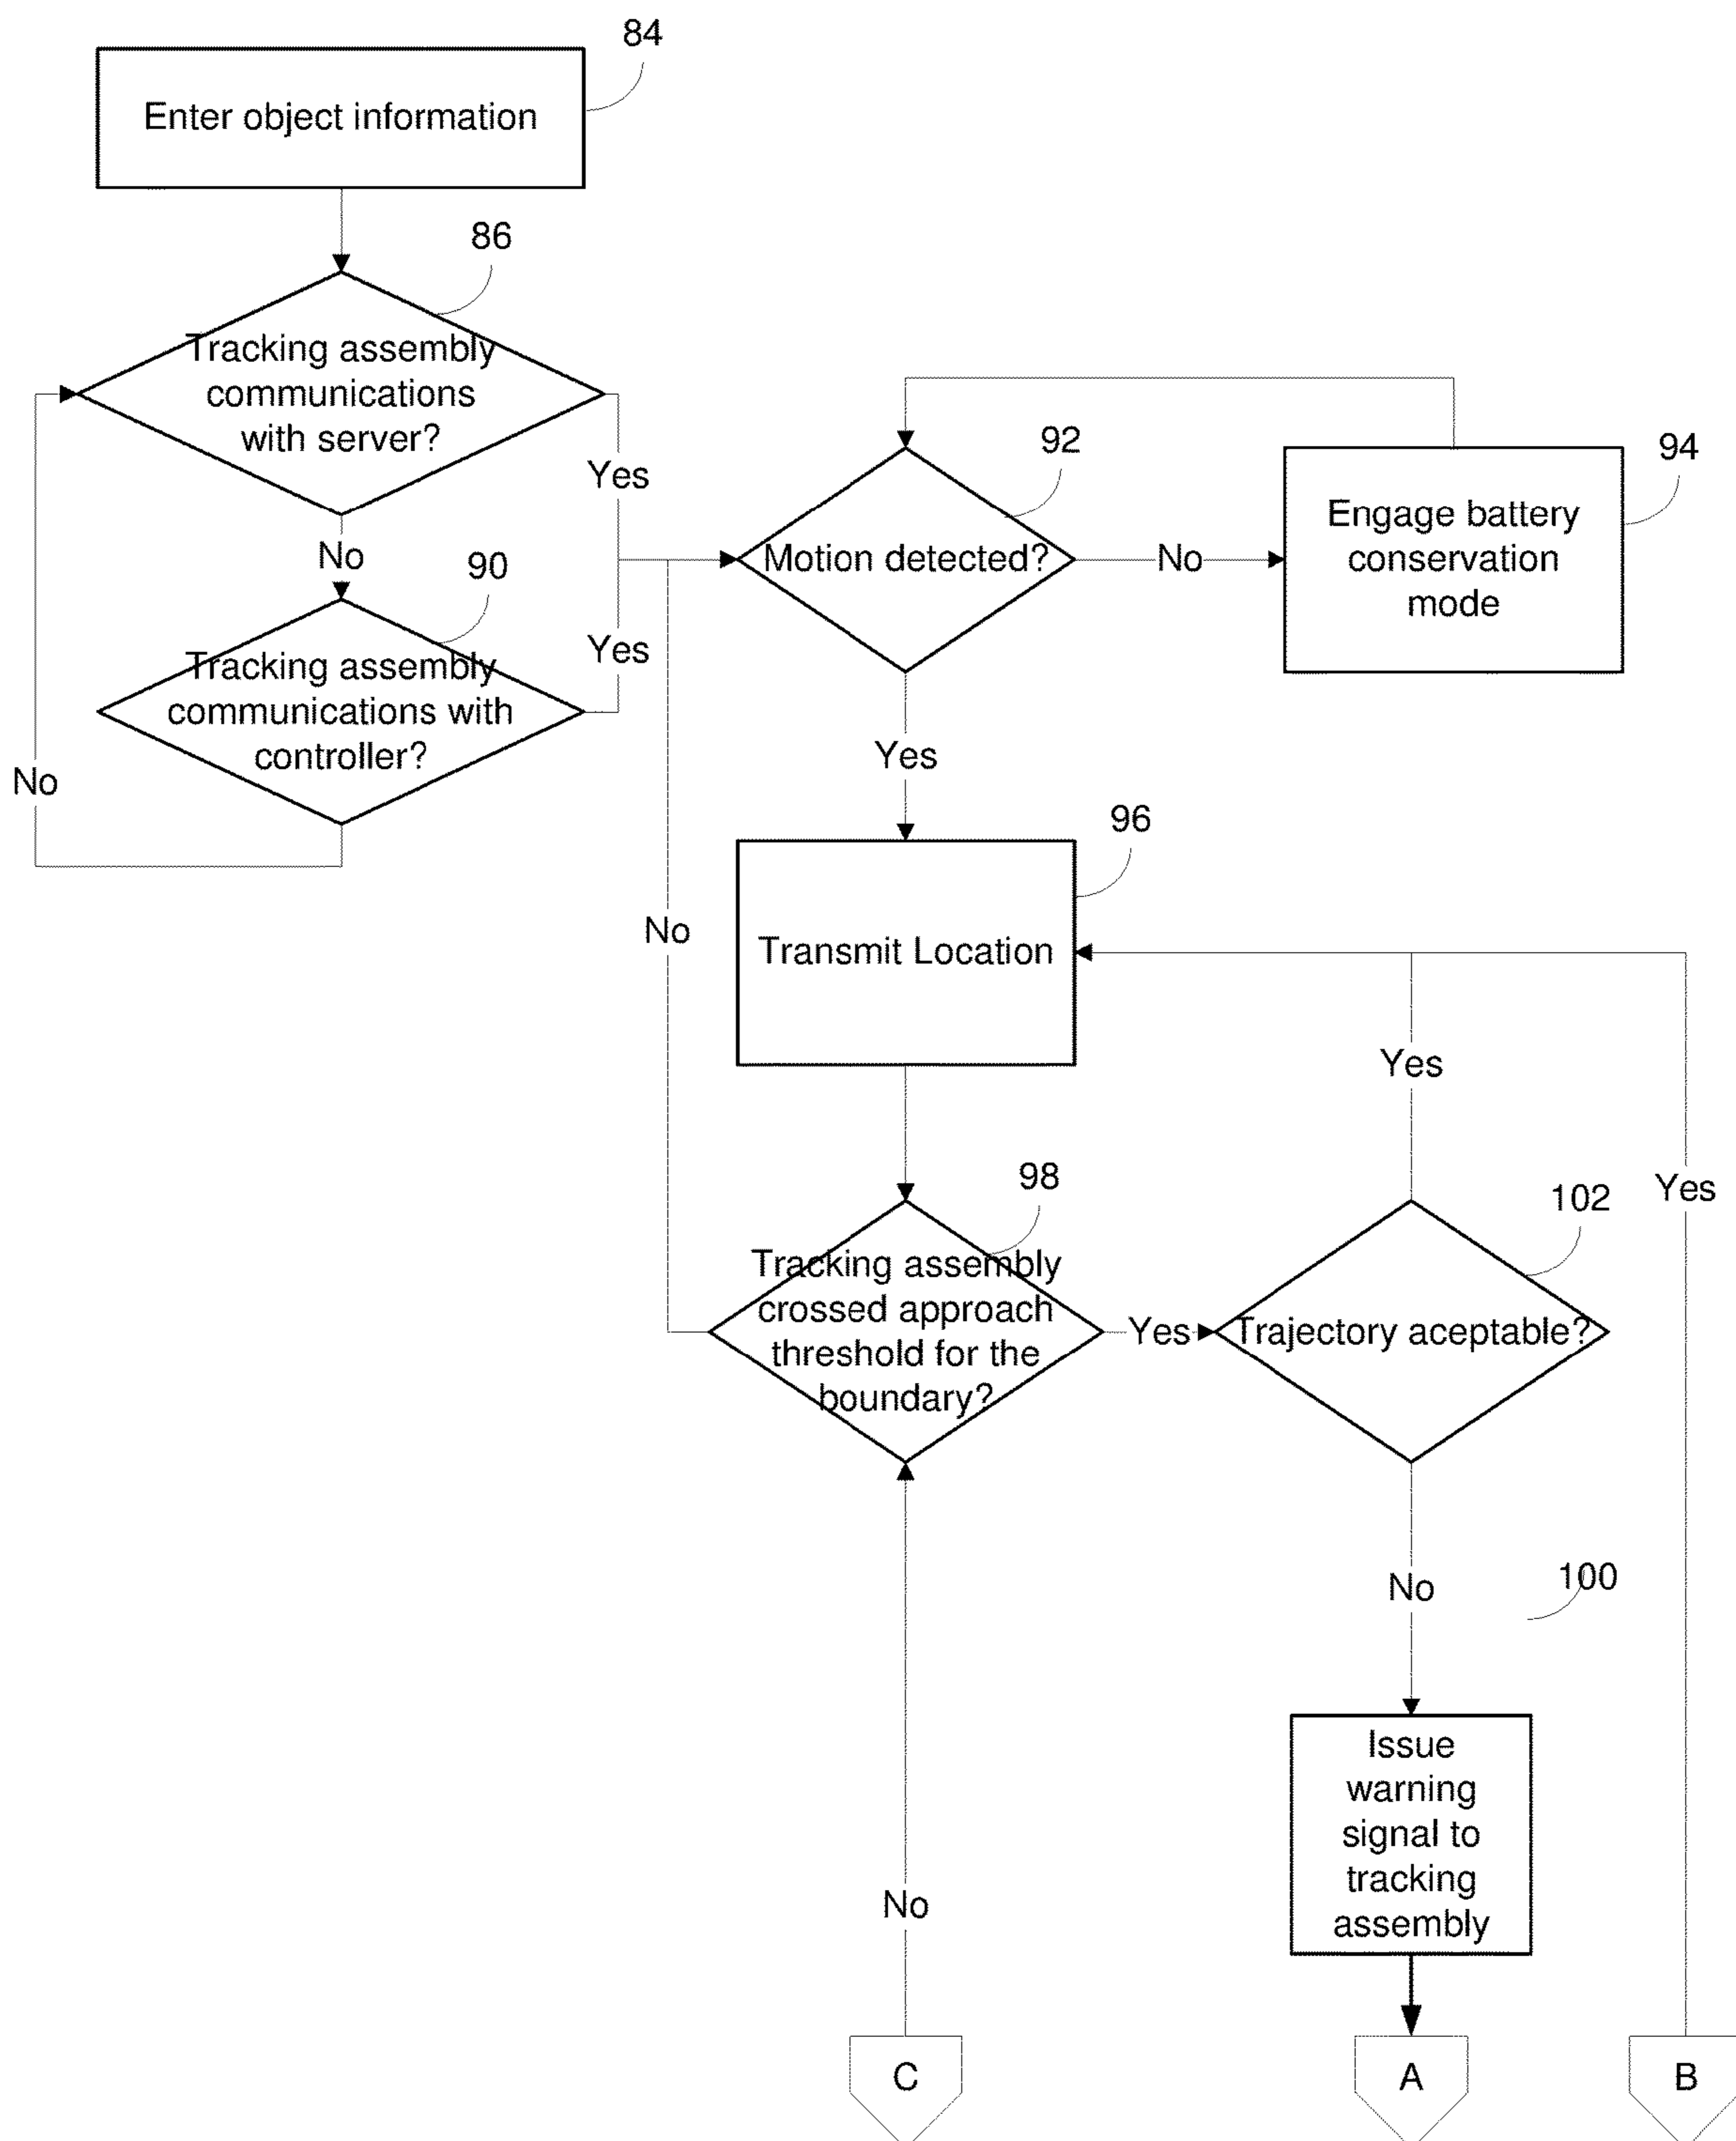 84
Enter object information
86
Tracking assembly
communications
with server?
Yes
No
90
Tracking assembly
communications with
controller?
Yes
No
92
Motion detected?
No
94
Engage battery
conservation
mode
Yes
96
Transmit Location
No
Yes
98
Tracking assembly
crossed approach
threshold for the
boundary?
Yes
102
Trajectory aceptable?
Yes
No
100
Issue
warning
signal to
tracking
assembly
No
C
A
B